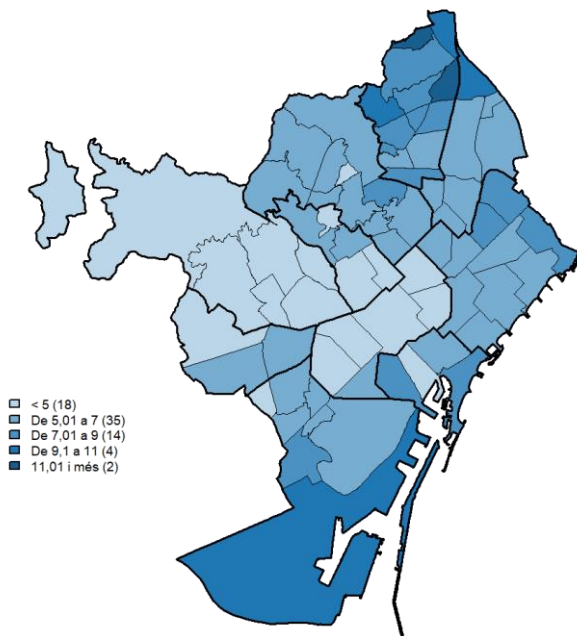 < 5 (18)
De 5,01 a 7 (35)
De 7,01 a 9 (14)
De 9,1 a 11 (4)
11,01 i més (2)